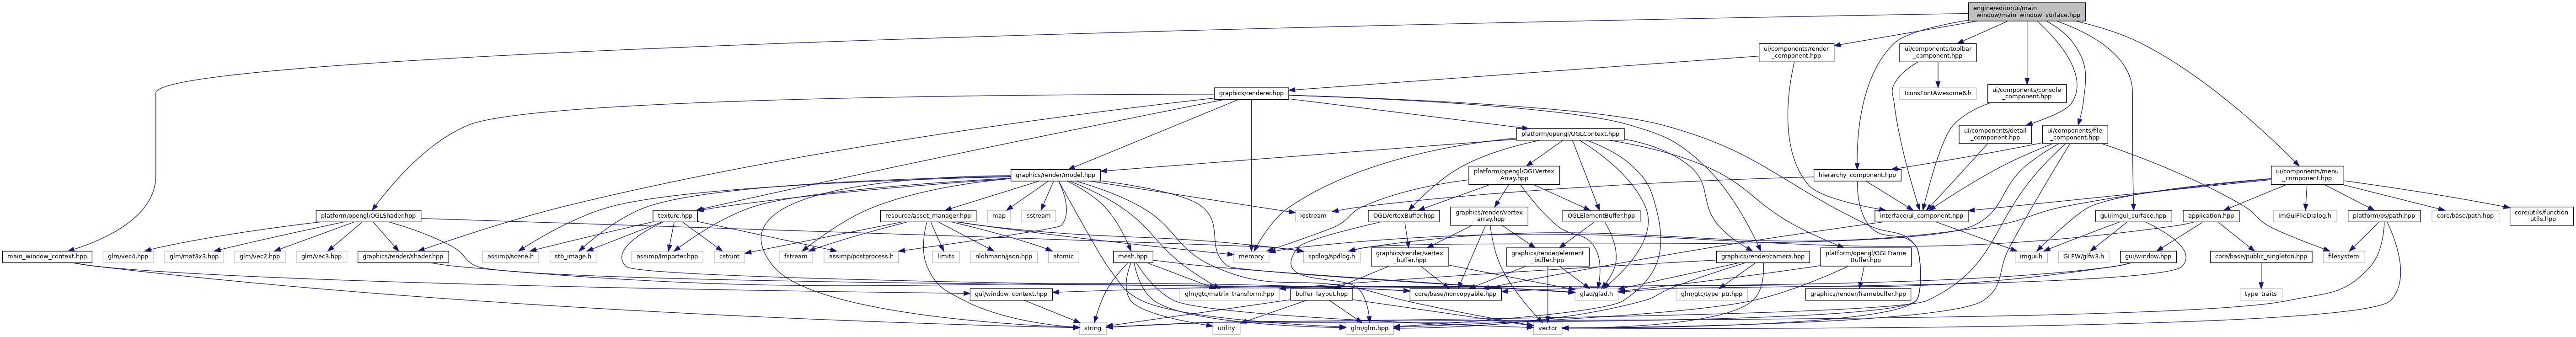 engine/editor/ui/main
_window/main_window_surface.hpp
ui/components/render
_component.hpp
ui/components/toolbar
_component.hpp
graphics/renderer.hpp
IconsFontAwesome6.h
ui/components/console
_component.hpp
platform/opengl/OGLContext.hpp
ui/components/detail
_component.hpp
ui/components/file
_component.hpp
graphics/render/model.hpp
platform/opengl/OGLVertex
Array.hpp
hierarchy_component.hpp
ui/components/menu
_component.hpp
platform/opengl/OGLShader.hpp
texture.hpp
resource/asset_manager.hpp
map
sstream
iostream
OGLVertexBuffer.hpp
graphics/render/vertex
_array.hpp
OGLElementBuffer.hpp
interface/ui_component.hpp
gui/imgui_surface.hpp
application.hpp
ImGuiFileDialog.h
platform/os/path.hpp
core/base/path.hpp
core/utils/function
_utils.hpp
main_window_context.hpp
glm/vec4.hpp
glm/mat3x3.hpp
glm/vec2.hpp
glm/vec3.hpp
graphics/render/shader.hpp
assimp/scene.h
stb_image.h
assimp/Importer.hpp
cstdint
fstream
assimp/postprocess.h
limits
nlohmann/json.hpp
atomic
mesh.hpp
memory
spdlog/spdlog.h
graphics/render/vertex
_buffer.hpp
graphics/render/element
_buffer.hpp
graphics/render/camera.hpp
platform/opengl/OGLFrame
Buffer.hpp
imgui.h
GLFW/glfw3.h
gui/window.hpp
core/base/public_singleton.hpp
filesystem
gui/window_context.hpp
glm/gtc/matrix_transform.hpp
buffer_layout.hpp
core/base/noncopyable.hpp
glad/glad.h
glm/gtc/type_ptr.hpp
graphics/render/framebuffer.hpp
type_traits
string
utility
glm/glm.hpp
vector